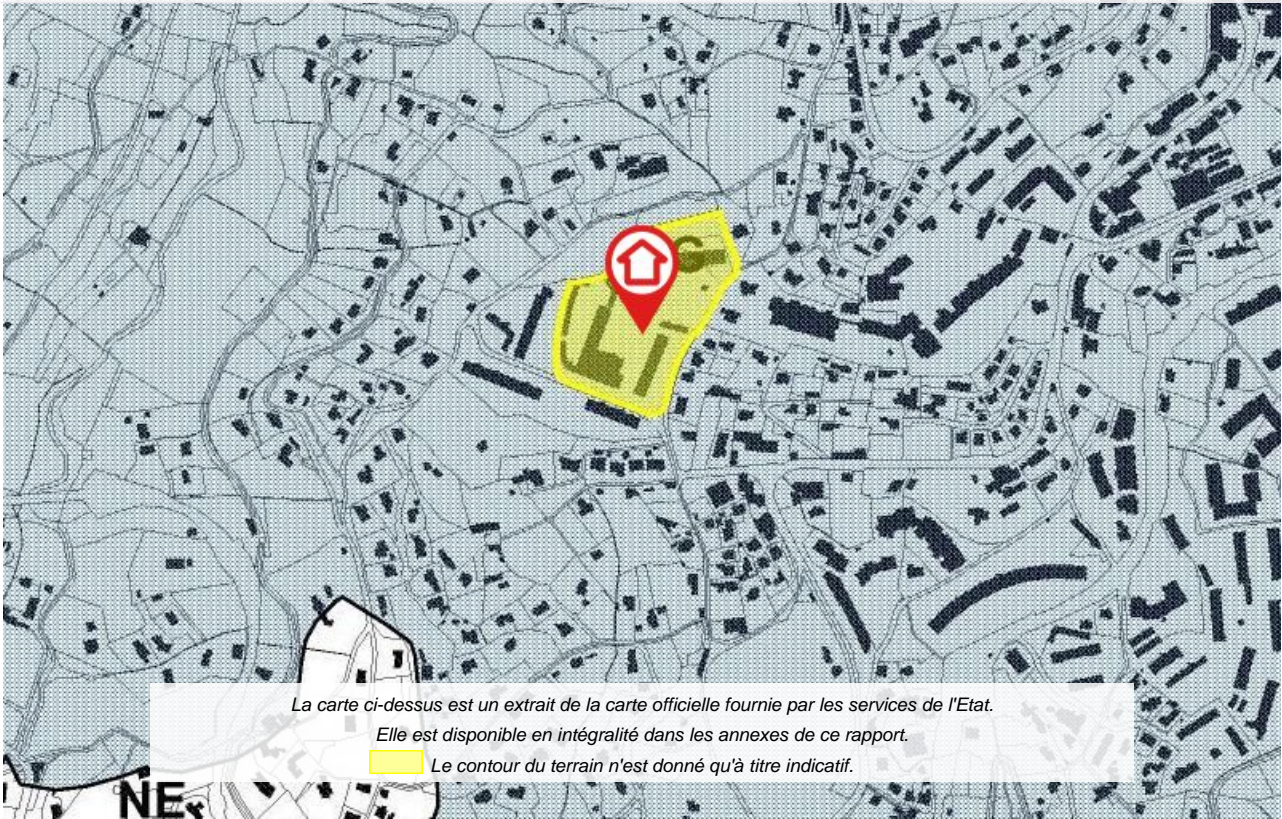 G
La carte ci-dessus est un extrait de la carte officielle fournie par les services de l'Etat.
Elle est disponible en intégralité dans les annexes de ce rapport.
Le contour du terrain n'est donné qu'à titre indicatif.
NE